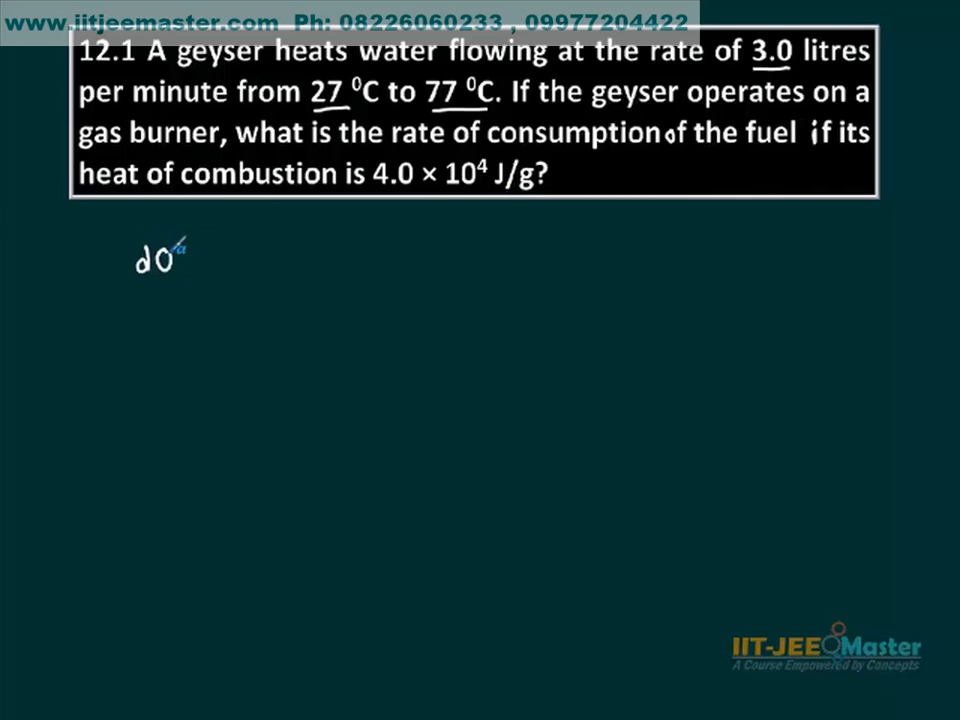 www.iitjeemaster.com Ph: 08226060233 , 09977204422
12.1 A geyser heats water flowing at the rate of 3.0 litres
per minute from 27 ⁰C to 77 ⁰C. If the geyser operates on a
gas burner, what is the rate of consumption of the fuel if its
heat of combustion is 4.0 × 10⁴ J/g?
IIT-JEE Master
A Course Empowered by Concepts